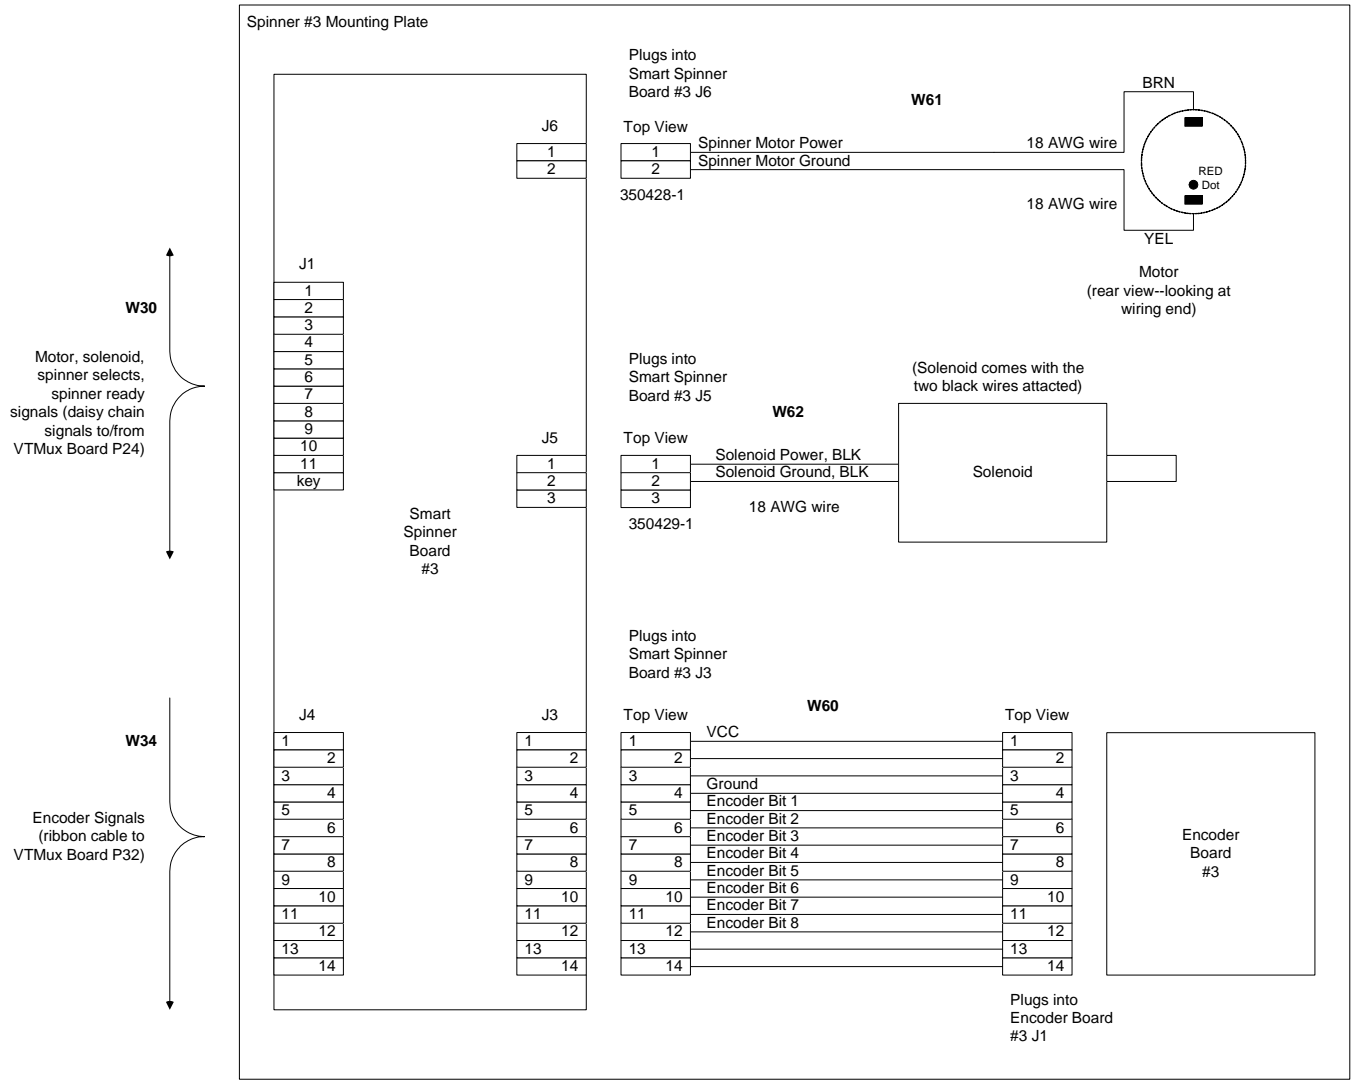 Spinner #3 Mounting Plate
Plugs into
Smart Spinner
Board #3 J6
W61
BRN
J6
Top View
1
2
1
2
Spinner Motor Power
Spinner Motor Ground
18 AWG wire
350428-1
18 AWG wire
RED
Dot
YEL
Motor
(rear view--looking at
wiring end)
W30
Motor, solenoid,
spinner selects,
spinner ready
signals (daisy chain
signals to/from
VTMux Board P24)
J1
1
2
3
4
5
6
7
8
9
10
11
key
Plugs into
Smart Spinner
Board #3 J5
W62
(Solenoid comes with the
two black wires attacted)
J5
Top View
1
2
3
1
2
3
Solenoid Power, BLK
Solenoid Ground, BLK
18 AWG wire
350429-1
Solenoid
Smart
Spinner
Board
#3
Plugs into
Smart Spinner
Board #3 J3
W60
W34
Encoder Signals
(ribbon cable to
VTMux Board P32)
J4
1
2
3
4
5
6
7
8
9
10
11
12
13
14
J3
1
2
3
4
5
6
7
8
9
10
11
12
13
14
Top View
1
2
3
4
5
6
7
8
9
10
11
12
13
14
VCC
Ground
Encoder Bit 1
Encoder Bit 2
Encoder Bit 3
Encoder Bit 4
Encoder Bit 5
Encoder Bit 6
Encoder Bit 7
Encoder Bit 8
Top View
1
2
3
4
5
6
7
8
9
10
11
12
13
14
Plugs into
Encoder Board
#3 J1
Encoder
Board
#3